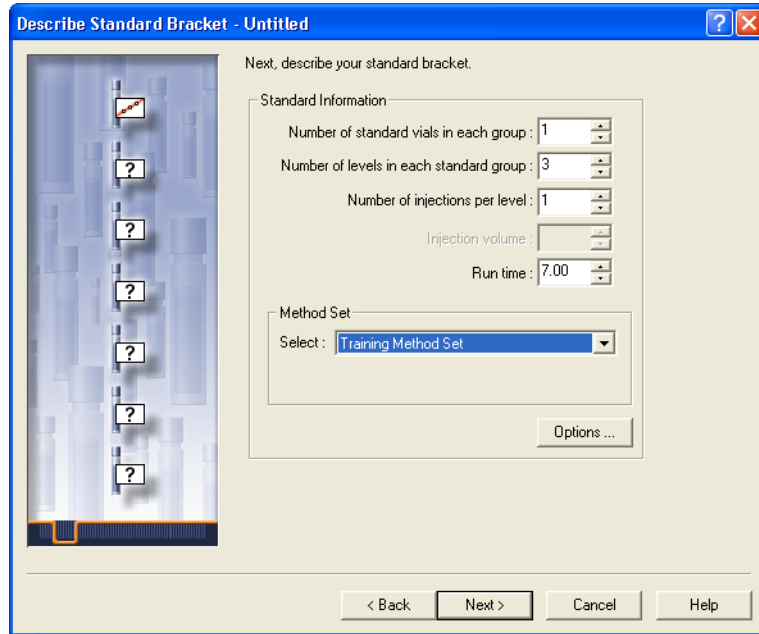 Describe Standard Bracket - Untitled
?
Next, describe your standard bracket.
Standard Information
Number of standard vials in each group : 1
Number of levels in each standard group : 3
Number of injections per level : 1
Injection volume :
Run time : 7.00
Method Set
Select : Training Method Set
Options ...
?
?
?
?
?
?
< Back
Next >
Cancel
Help